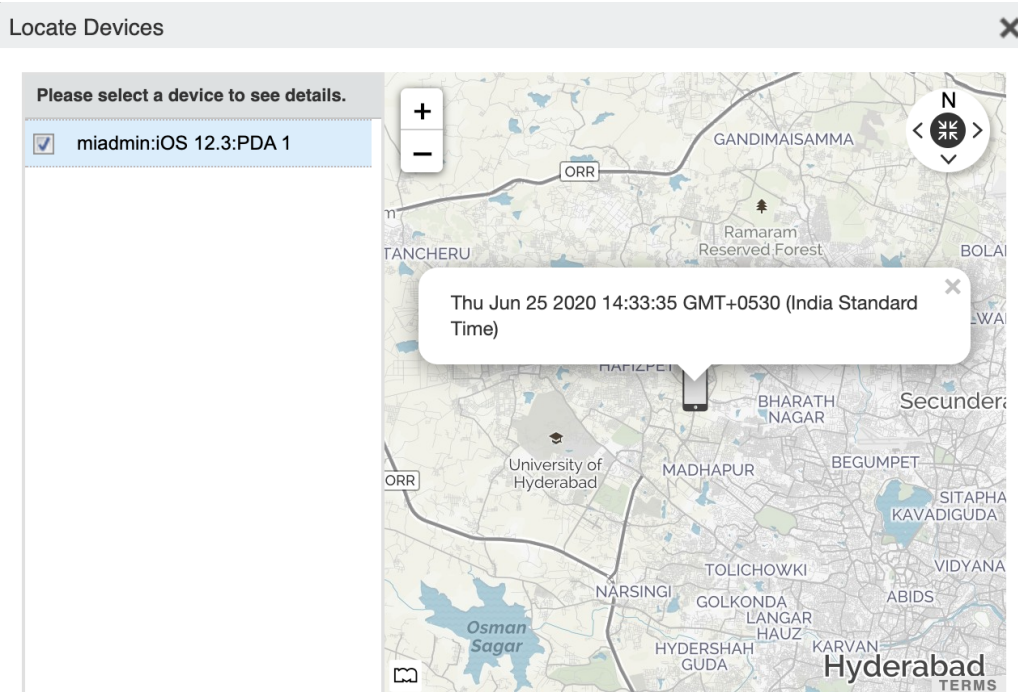 Locate Devices
Please select a device to see details.
miadmin:iOS 12.3:PDA 1
+
−
N
GANDIMAISAMMA
ORR
Ramaram
Reserved Forest
TANCHERU
BOLA
Thu Jun 25 2020 14:33:35 GMT+0530 (India Standard
Time)
HAFIZPET
BHARATH
NAGAR
Secundera
University of
Hyderabad
MADHAPUR
BEGUMPET
ORR
SITAPHA
KAVADIGUDA
TOLICHOWKI
VIDYANA
NARSINGI
GOLKONDA
ABIDS
LANGAR
HAUZ
Osman
Sagar
HYDERSHAH
GUDA
KARVAN
Hyderabad
TERMS